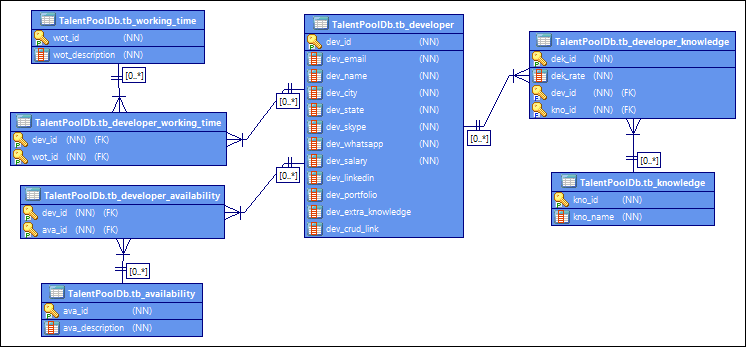 TalentPoolDb.tb_working_time
wot_id (NN)
wot_description (NN)
[0..*]
TalentPoolDb.tb_developer_working_time
dev_id (NN) (FK)
wot_id (NN) (FK)
[0..*]
TalentPoolDb.tb_developer_availability
dev_id (NN) (FK)
ava_id (NN) (FK)
[0..*]
[0..*]
TalentPoolDb.tb_availability
ava_id (NN)
ava_description (NN)
TalentPoolDb.tb_developer
dev_id (NN)
dev_email (NN)
dev_name (NN)
dev_city (NN)
dev_state (NN)
dev_skype (NN)
dev_whatsapp (NN)
dev_salary (NN)
dev_linkedin
dev_portfolio
dev_extra_knowledge
dev_crud_link
[0..*]
TalentPoolDb.tb_developer_knowledge
dek_id (NN)
dek_rate (NN)
dev_id (NN) (FK)
kno_id (NN) (FK)
[0..*]
TalentPoolDb.tb_knowledge
kno_id (NN)
kno_name (NN)